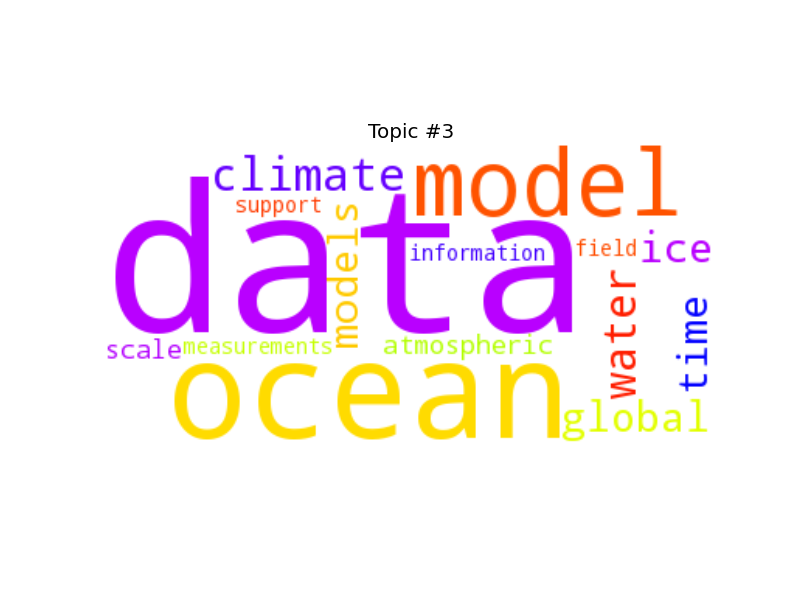 Topic #3
climate
model
support
data
models
information
field
ice
water
time
scale
measurements
atmospheric
ocean
global